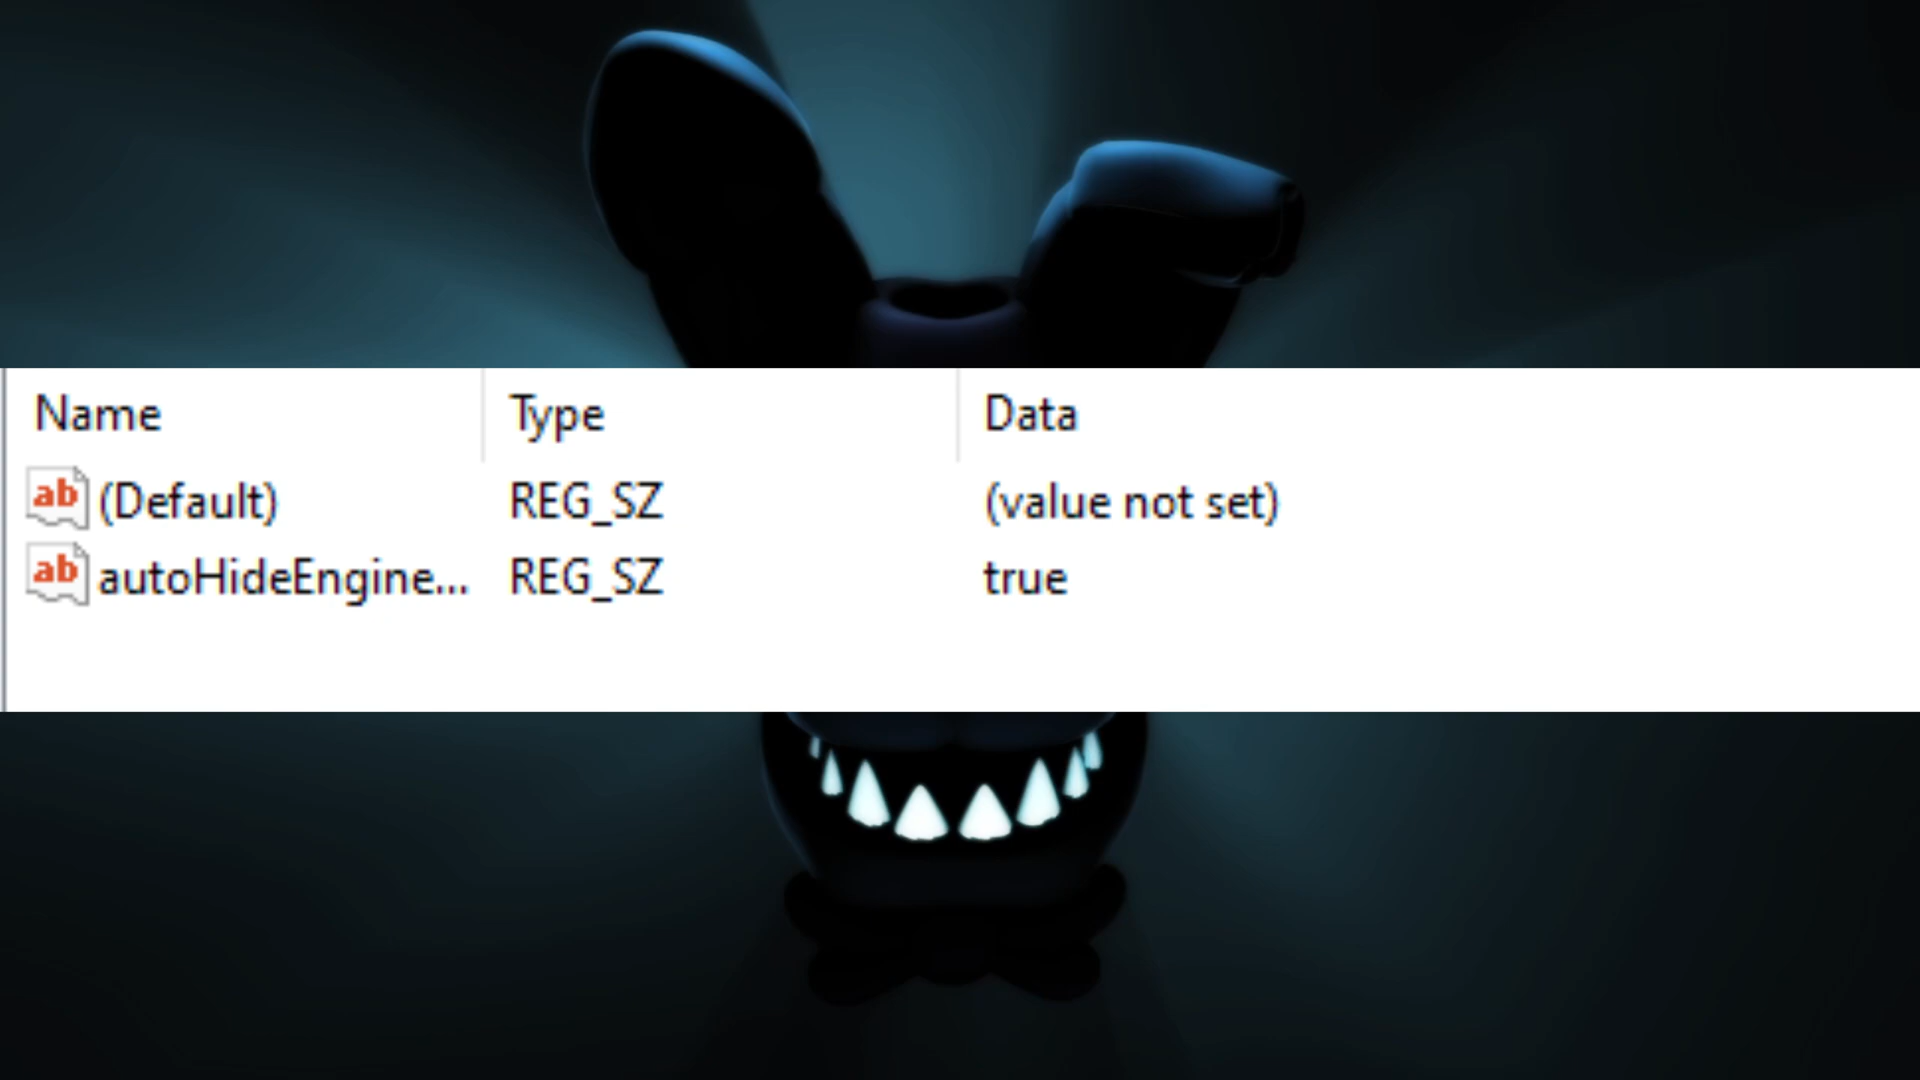 Name Type Data
ab (Default) REG_SZ (value not set)
ab autoHideEngine... REG_SZ true